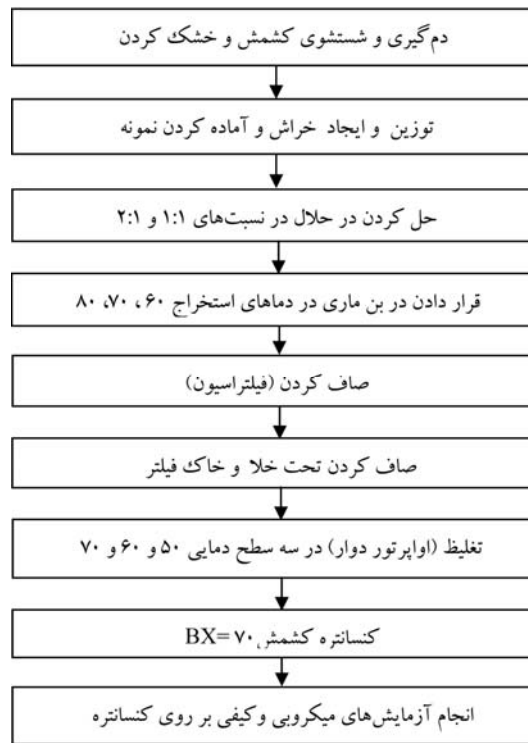 دم‌گیری و شستشوی کشمش و خشک کردن
توزین و ایجاد خراش و آماده کردن نمونه
حل کردن در حلال در نسبت‌های ۱:۱ و ۲:۱
قرار دادن در بن ماری در دماهای استخراج ۶۰، ۷۰، ۸۰
صاف کردن (فیلتراسیون)
صاف کردن تحت خلا و خاک فیلتر
تغلیظ (اواپرتور دوار) در سه سطح دمایی ۵۰ و ۶۰ و ۷۰
کنسانتره کشمش، BX= ۷۰
انجام آزمایش‌های میکروبی وکیفی بر روی کنسانتره